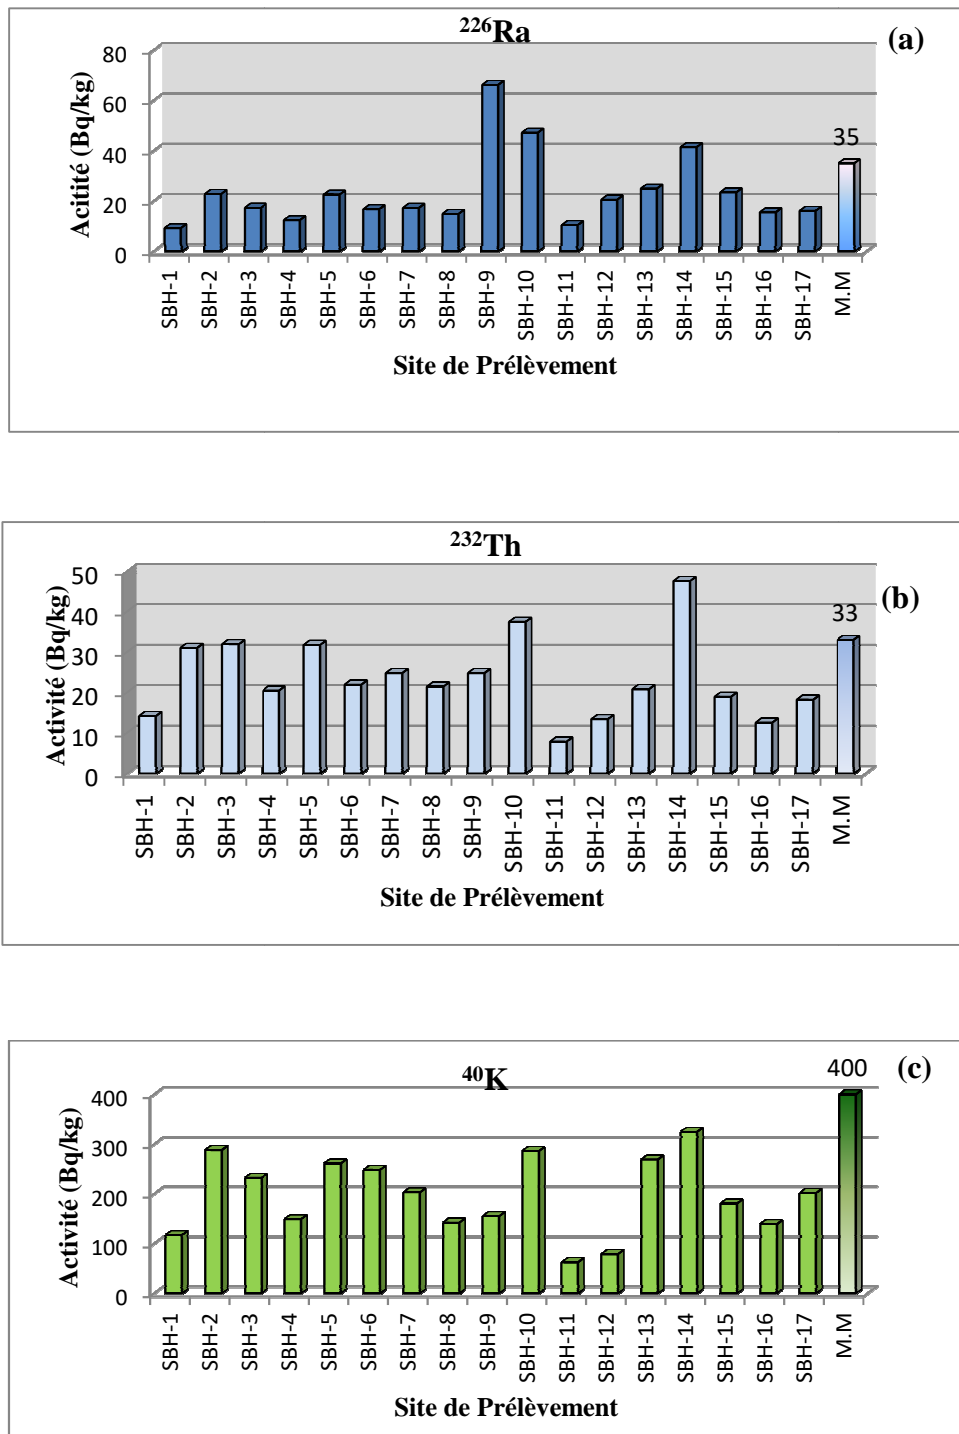 ²²⁶Ra
(a)
Acitité (Bq/kg)
80
60
40
20
0
35
SBH-1
SBH-2
SBH-3
SBH-4
SBH-5
SBH-6
SBH-7
SBH-8
SBH-9
SBH-10
SBH-11
SBH-12
SBH-13
SBH-14
SBH-15
SBH-16
SBH-17
M.M
Site de Prélèvement
²³²Th
(b)
Activité (Bq/kg)
50
40
30
20
10
0
33
SBH-1
SBH-2
SBH-3
SBH-4
SBH-5
SBH-6
SBH-7
SBH-8
SBH-9
SBH-10
SBH-11
SBH-12
SBH-13
SBH-14
SBH-15
SBH-16
SBH-17
M.M
Site de Prélèvement
⁴⁰K
(c)
Activité (Bq/kg)
400
300
200
100
0
400
SBH-1
SBH-2
SBH-3
SBH-4
SBH-5
SBH-6
SBH-7
SBH-8
SBH-9
SBH-10
SBH-11
SBH-12
SBH-13
SBH-14
SBH-15
SBH-16
SBH-17
M.M
Site de Prélèvement